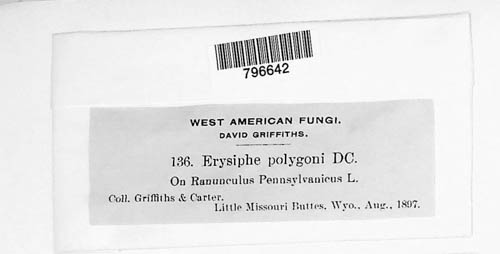 796642
WEST AMERICAN FUNGI.
DAVID GRIFFITHS.
136. Erysiphe polygoni DC.
On Ranunculus Pennsylvanicus L.
Coll. Griffiths & Carter.
Little Missouri Buttes, Wyo., Aug., 1897.